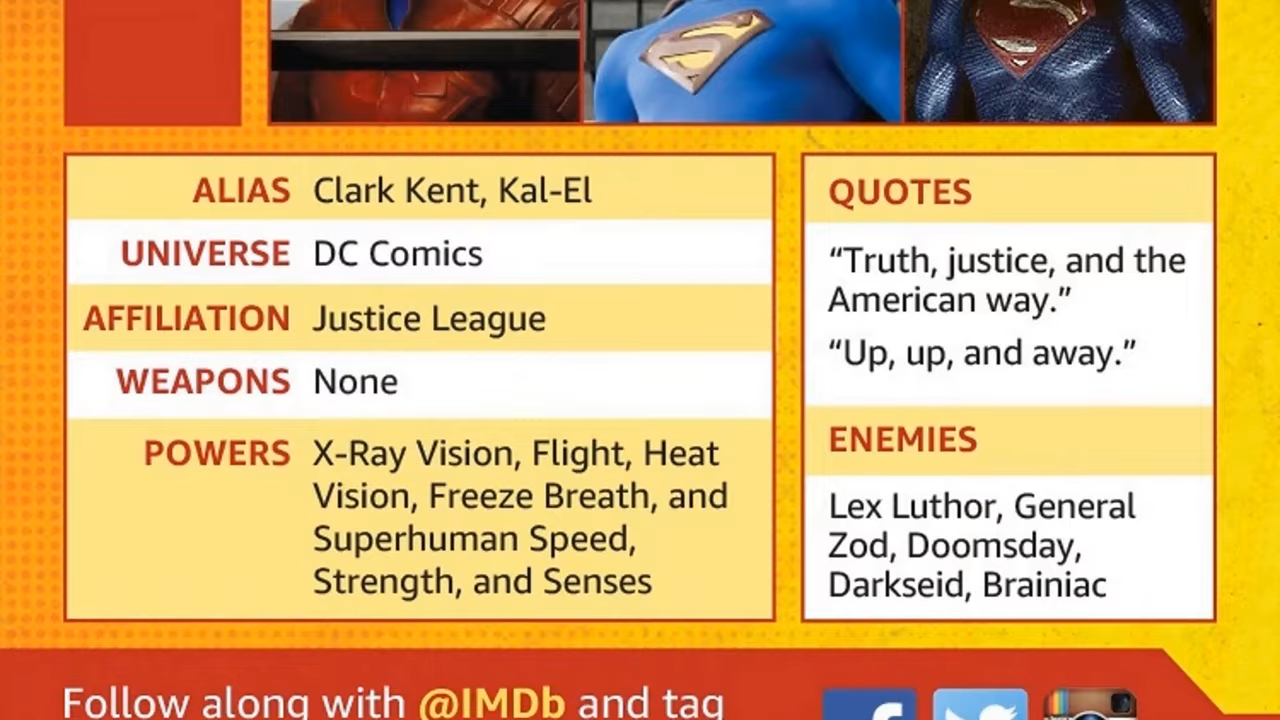 ALIAS Clark Kent, Kal-El
UNIVERSE DC Comics
AFFILIATION Justice League
WEAPONS None
POWERS X-Ray Vision, Flight, Heat
Vision, Freeze Breath, and
Superhuman Speed,
Strength, and Senses
QUOTES
“Truth, justice, and the
American way.”
“Up, up, and away.”
ENEMIES
Lex Luthor, General
Zod, Doomsday,
Darkseid, Brainiac
Follow along with @IMDb and tag